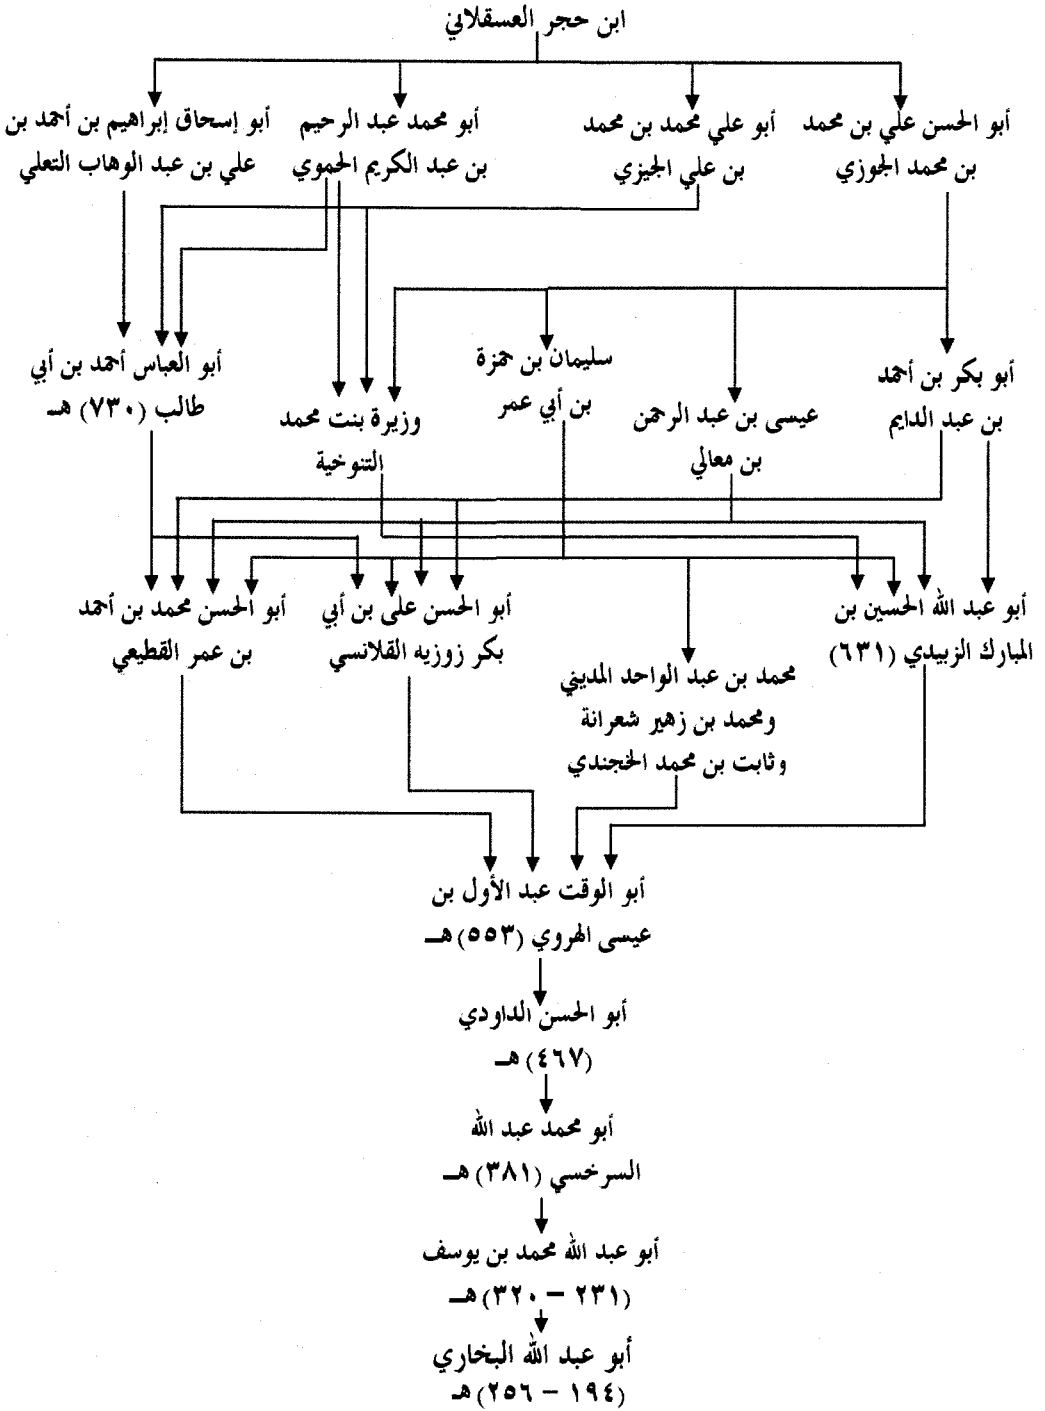 ابن حجر العسقلاني
أبو الحسن علي بن محمد
بن محمد الجوزي
أبو علي محمد بن محمد
بن علي الجيزي
أبو محمد عبد الرحيم
بن عبد الكريم الحموي
أبو إسحاق إبراهيم بن أحمد بن
علي بن عبد الوهاب التعلي
أبو بكر بن أحمد
بن عبد الدايم
عيسى بن عبد الرحمن
بن معالي
سليمان بن حمزة
بن أبي عمر
وزيرة بنت محمد
التنوخية
أبو العباس أحمد بن أبي
طالب (٧٣٠) هـ
أبو عبد الله الحسين بن
المبارك الزبيدي (٦٣١)
محمد بن عبد الواحد المديني
ومحمد بن زهير شعرانة
وثابت بن محمد الخجندي
أبو الحسن على بن أبي
بكر زوزيه القلانسي
أبو الحسن محمد بن أحمد
بن عمر القطيعي
أبو الوقت عبد الأول بن
عيسى الهروي (٥٥٣) هـ
أبو الحسن الداودي
(٤٦٧) هـ
أبو محمد عبد الله
السرخسي (٣٨١) هـ
أبو عبد الله محمد بن يوسف
(٢٣١ – ٣٢٠) هـ
أبو عبد الله البخاري
(١٩٤ – ٢٥٦) هـ